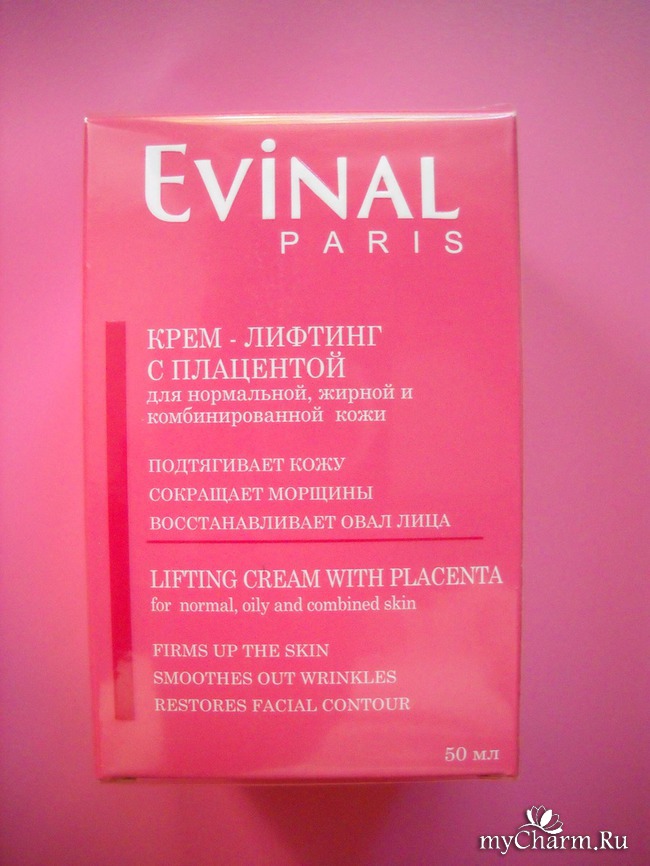 EViNAL
PARIS
КРЕМ - ЛИФТИНГ
С ПЛАЦЕНТОЙ
для нормальной, жирной и
комбинированной кожи
ПОДТЯГИВАЕТ КОЖУ
СОКРАЩАЕТ МОРЩИНЫ
ВОССТАНАВЛИВАЕТ ОВАЛ ЛИЦА
LIFTING CREAM WITH PLACENTA
for normal, oily and combined skin
FIRMS UP THE SKIN
SMOOTHES OUT WRINKLES
RESTORES FACIAL CONTOUR
50 мл
myCharm.Ru